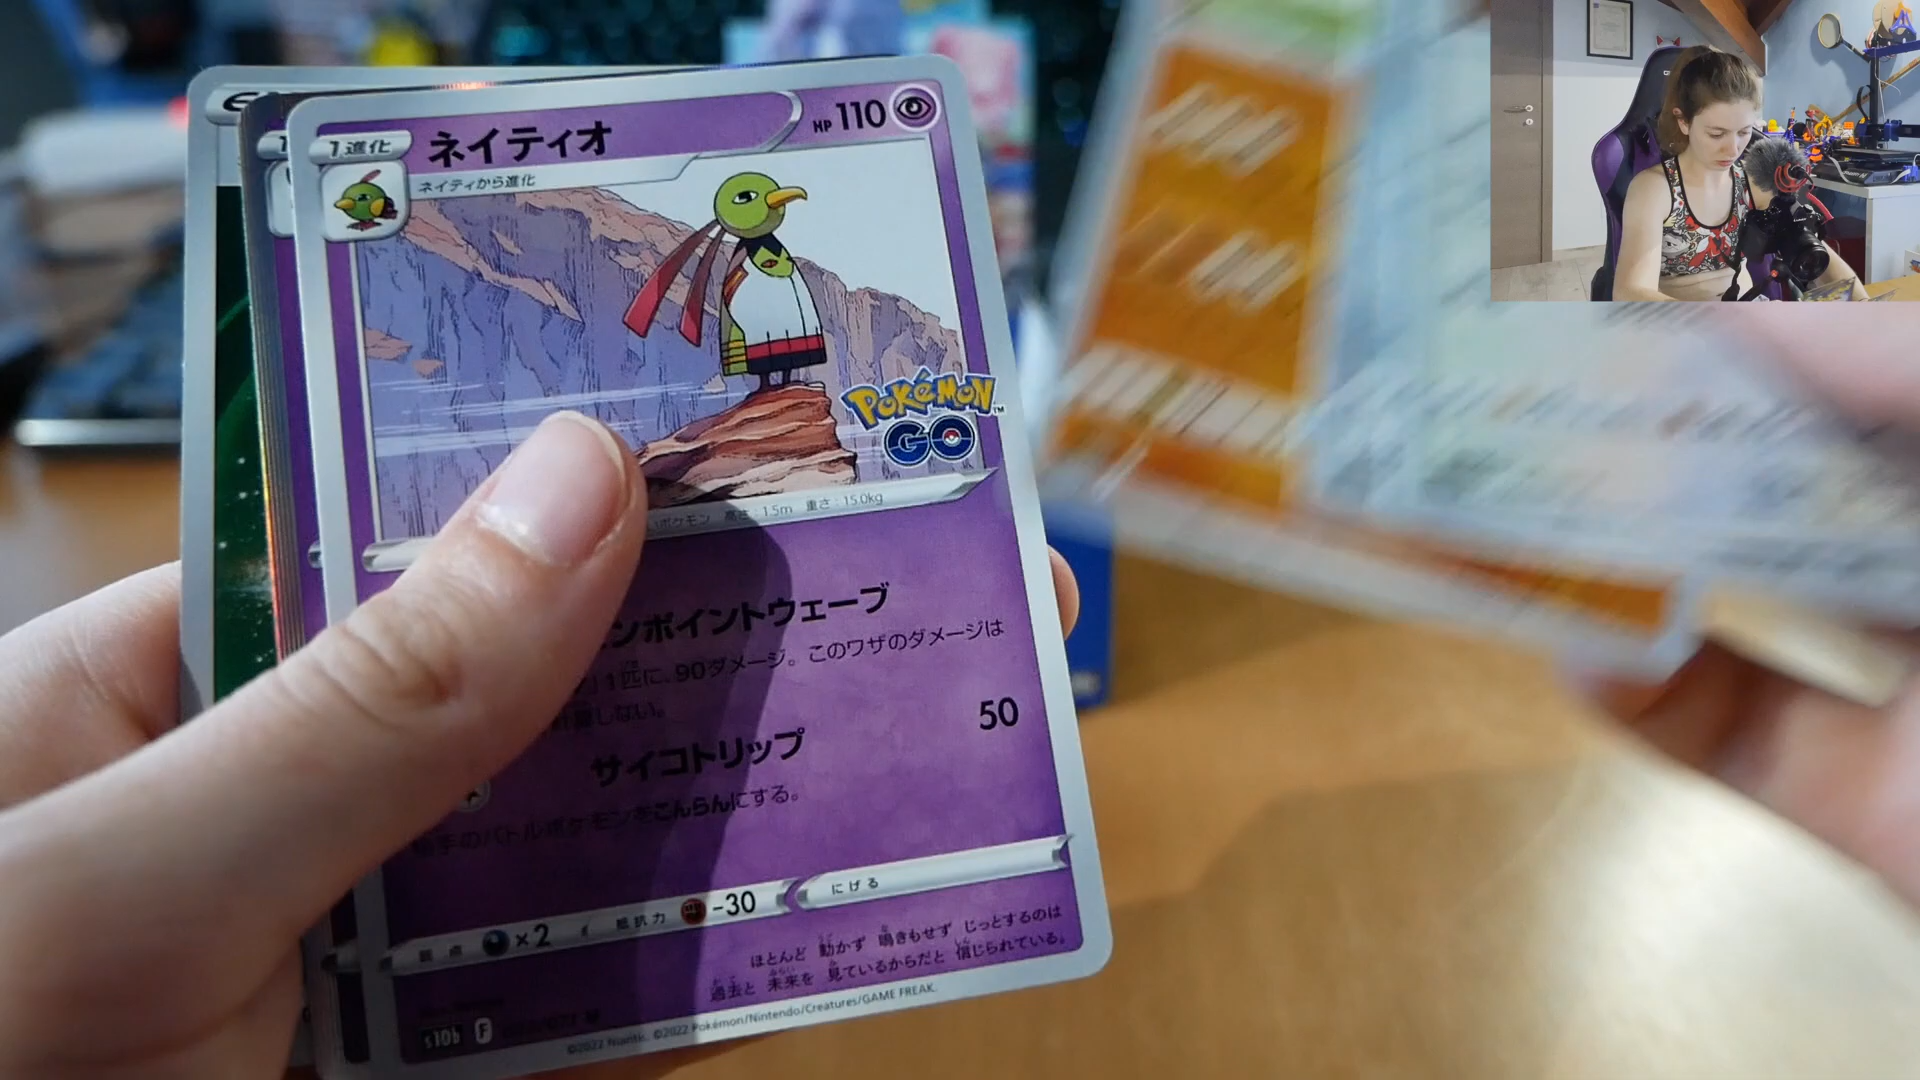 1進化
ネイティオ
HP 110
ネイティから進化
POKÉMON
GO
ポケモン 高さ：1.5m 重さ：15.0kg
ンポイントウェーブ
1匹に、90ダメージ。このワザのダメージは
しない。
サイコトリップ 50
手のバトルポケモンをこんらんにする。
弱点 ×2 抵抗力 -30 にげる
ほとんど 動かず 鳴きもせず じっとするのは
過去と 未来を 見ているからだと 信じられている。
s10b F
©2022 Niantic. ©2022 Pokémon/Nintendo/Creatures/GAME FREAK.